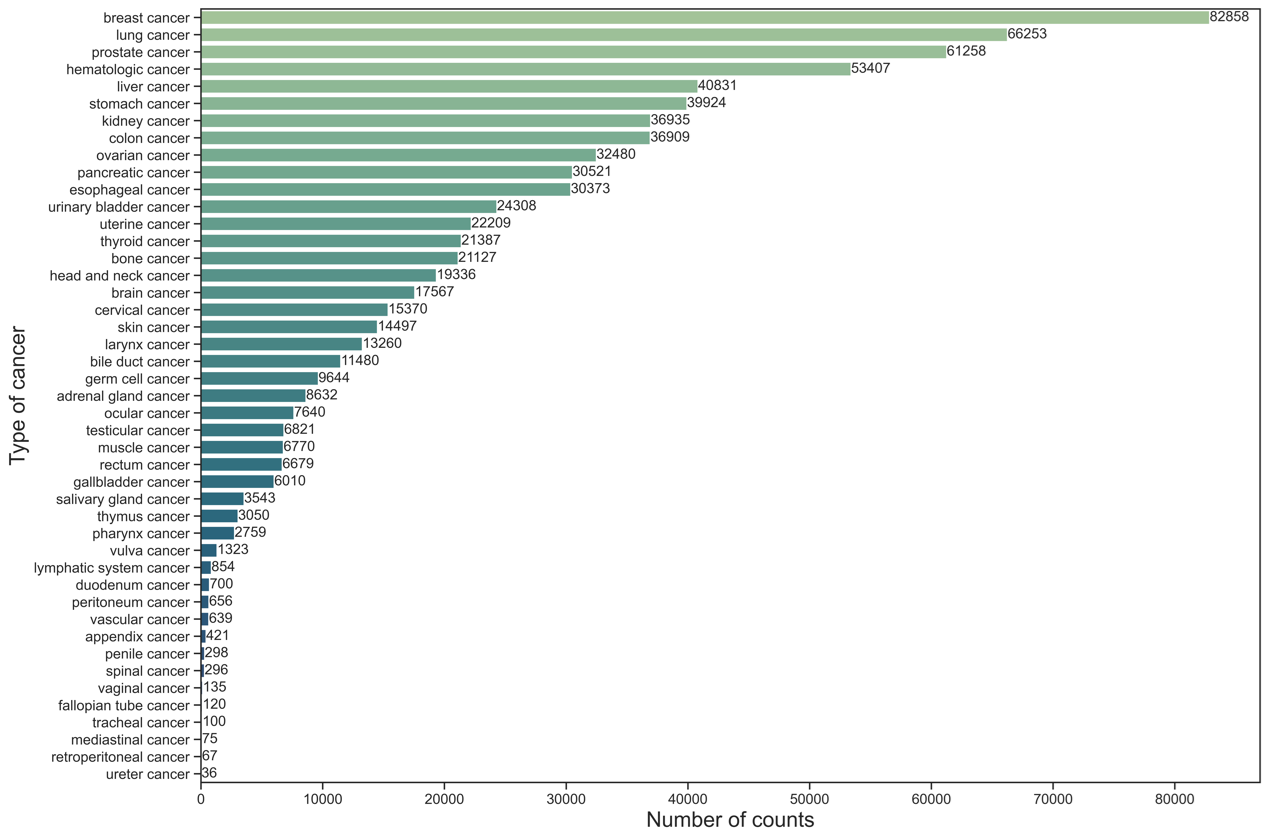 breast cancer 82858
lung cancer 66253
prostate cancer 61258
hematologic cancer 53407
liver cancer 40831
stomach cancer 39924
kidney cancer 36935
colon cancer 36909
ovarian cancer 32480
pancreatic cancer 30521
esophageal cancer 30373
urinary bladder cancer 24308
uterine cancer 22209
thyroid cancer 21387
bone cancer 21127
head and neck cancer 19336
brain cancer 17567
cervical cancer 15370
skin cancer 14497
larynx cancer 13260
bile duct cancer 11480
germ cell cancer 9644
adrenal gland cancer 8632
ocular cancer 7640
testicular cancer 6821
muscle cancer 6770
rectum cancer 6679
gallbladder cancer 6010
salivary gland cancer 3543
thymus cancer 3050
pharynx cancer 2759
vulva cancer 1323
lymphatic system cancer 854
duodenum cancer 700
peritoneum cancer 656
vascular cancer 639
appendix cancer 421
penile cancer 298
spinal cancer 296
vaginal cancer 135
fallopian tube cancer 120
tracheal cancer 100
mediastinal cancer 75
retroperitoneal cancer 67
ureter cancer 36
Type of cancer
0 10000 20000 30000 40000 50000 60000 70000 80000
Number of counts